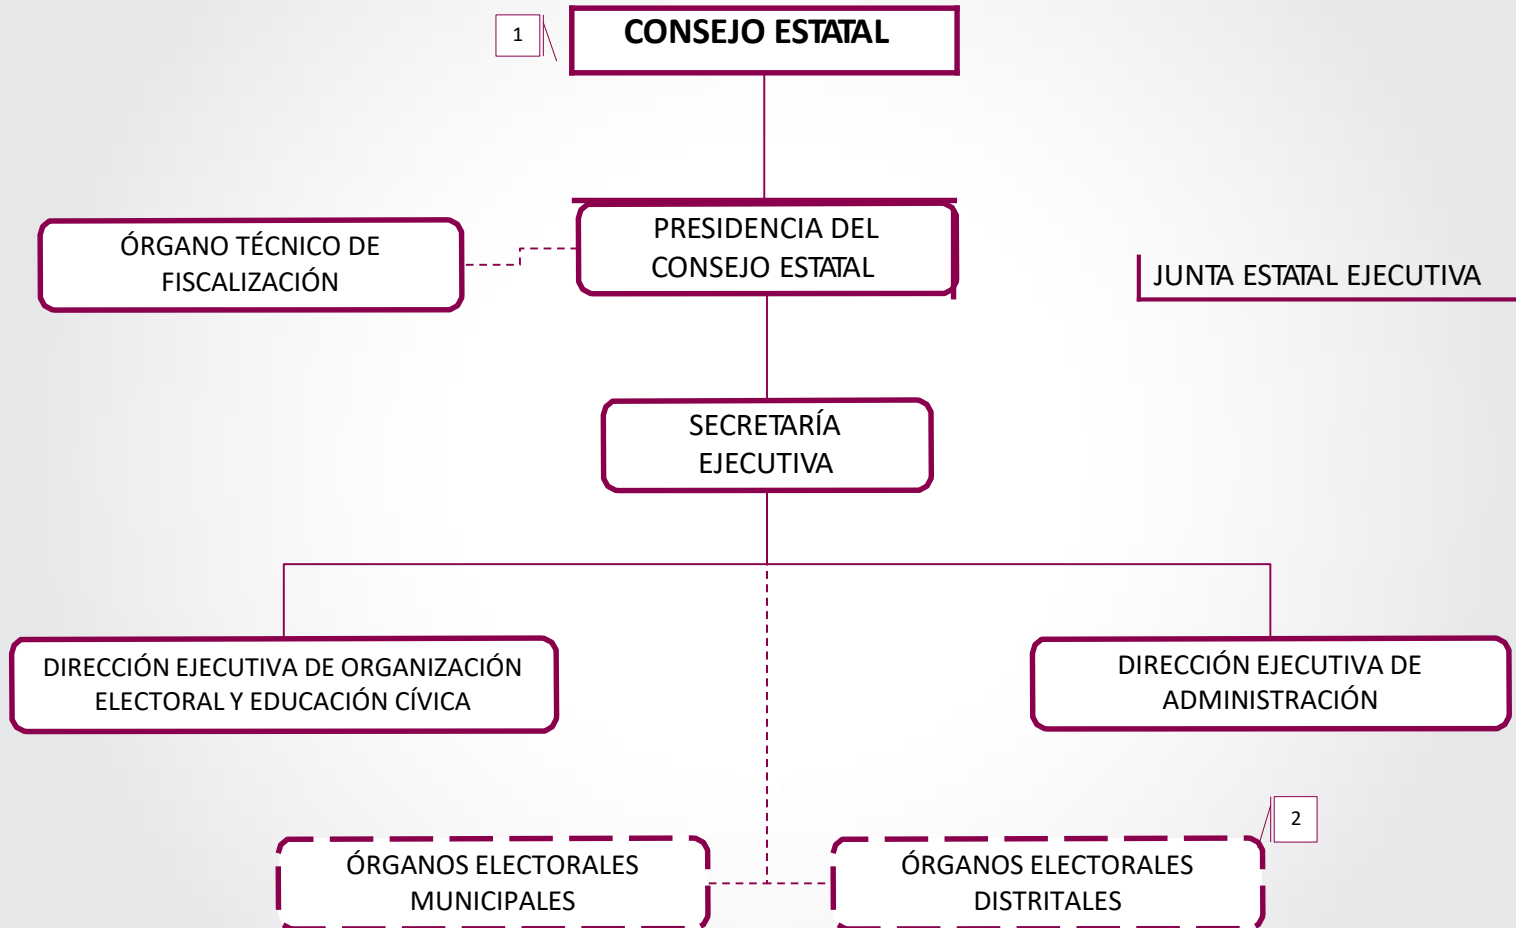 1
CONSEJO ESTATAL
PRESIDENCIA DEL
CONSEJO ESTATAL
ÓRGANO TÉCNICO DE
FISCALIZACIÓN
JUNTA ESTATAL EJECUTIVA
SECRETARÍA
EJECUTIVA
DIRECCIÓN EJECUTIVA DE ORGANIZACIÓN
ELECTORAL Y EDUCACIÓN CÍVICA
DIRECCIÓN EJECUTIVA DE
ADMINISTRACIÓN
2
ÓRGANOS ELECTORALES
MUNICIPALES
ÓRGANOS ELECTORALES
DISTRITALES